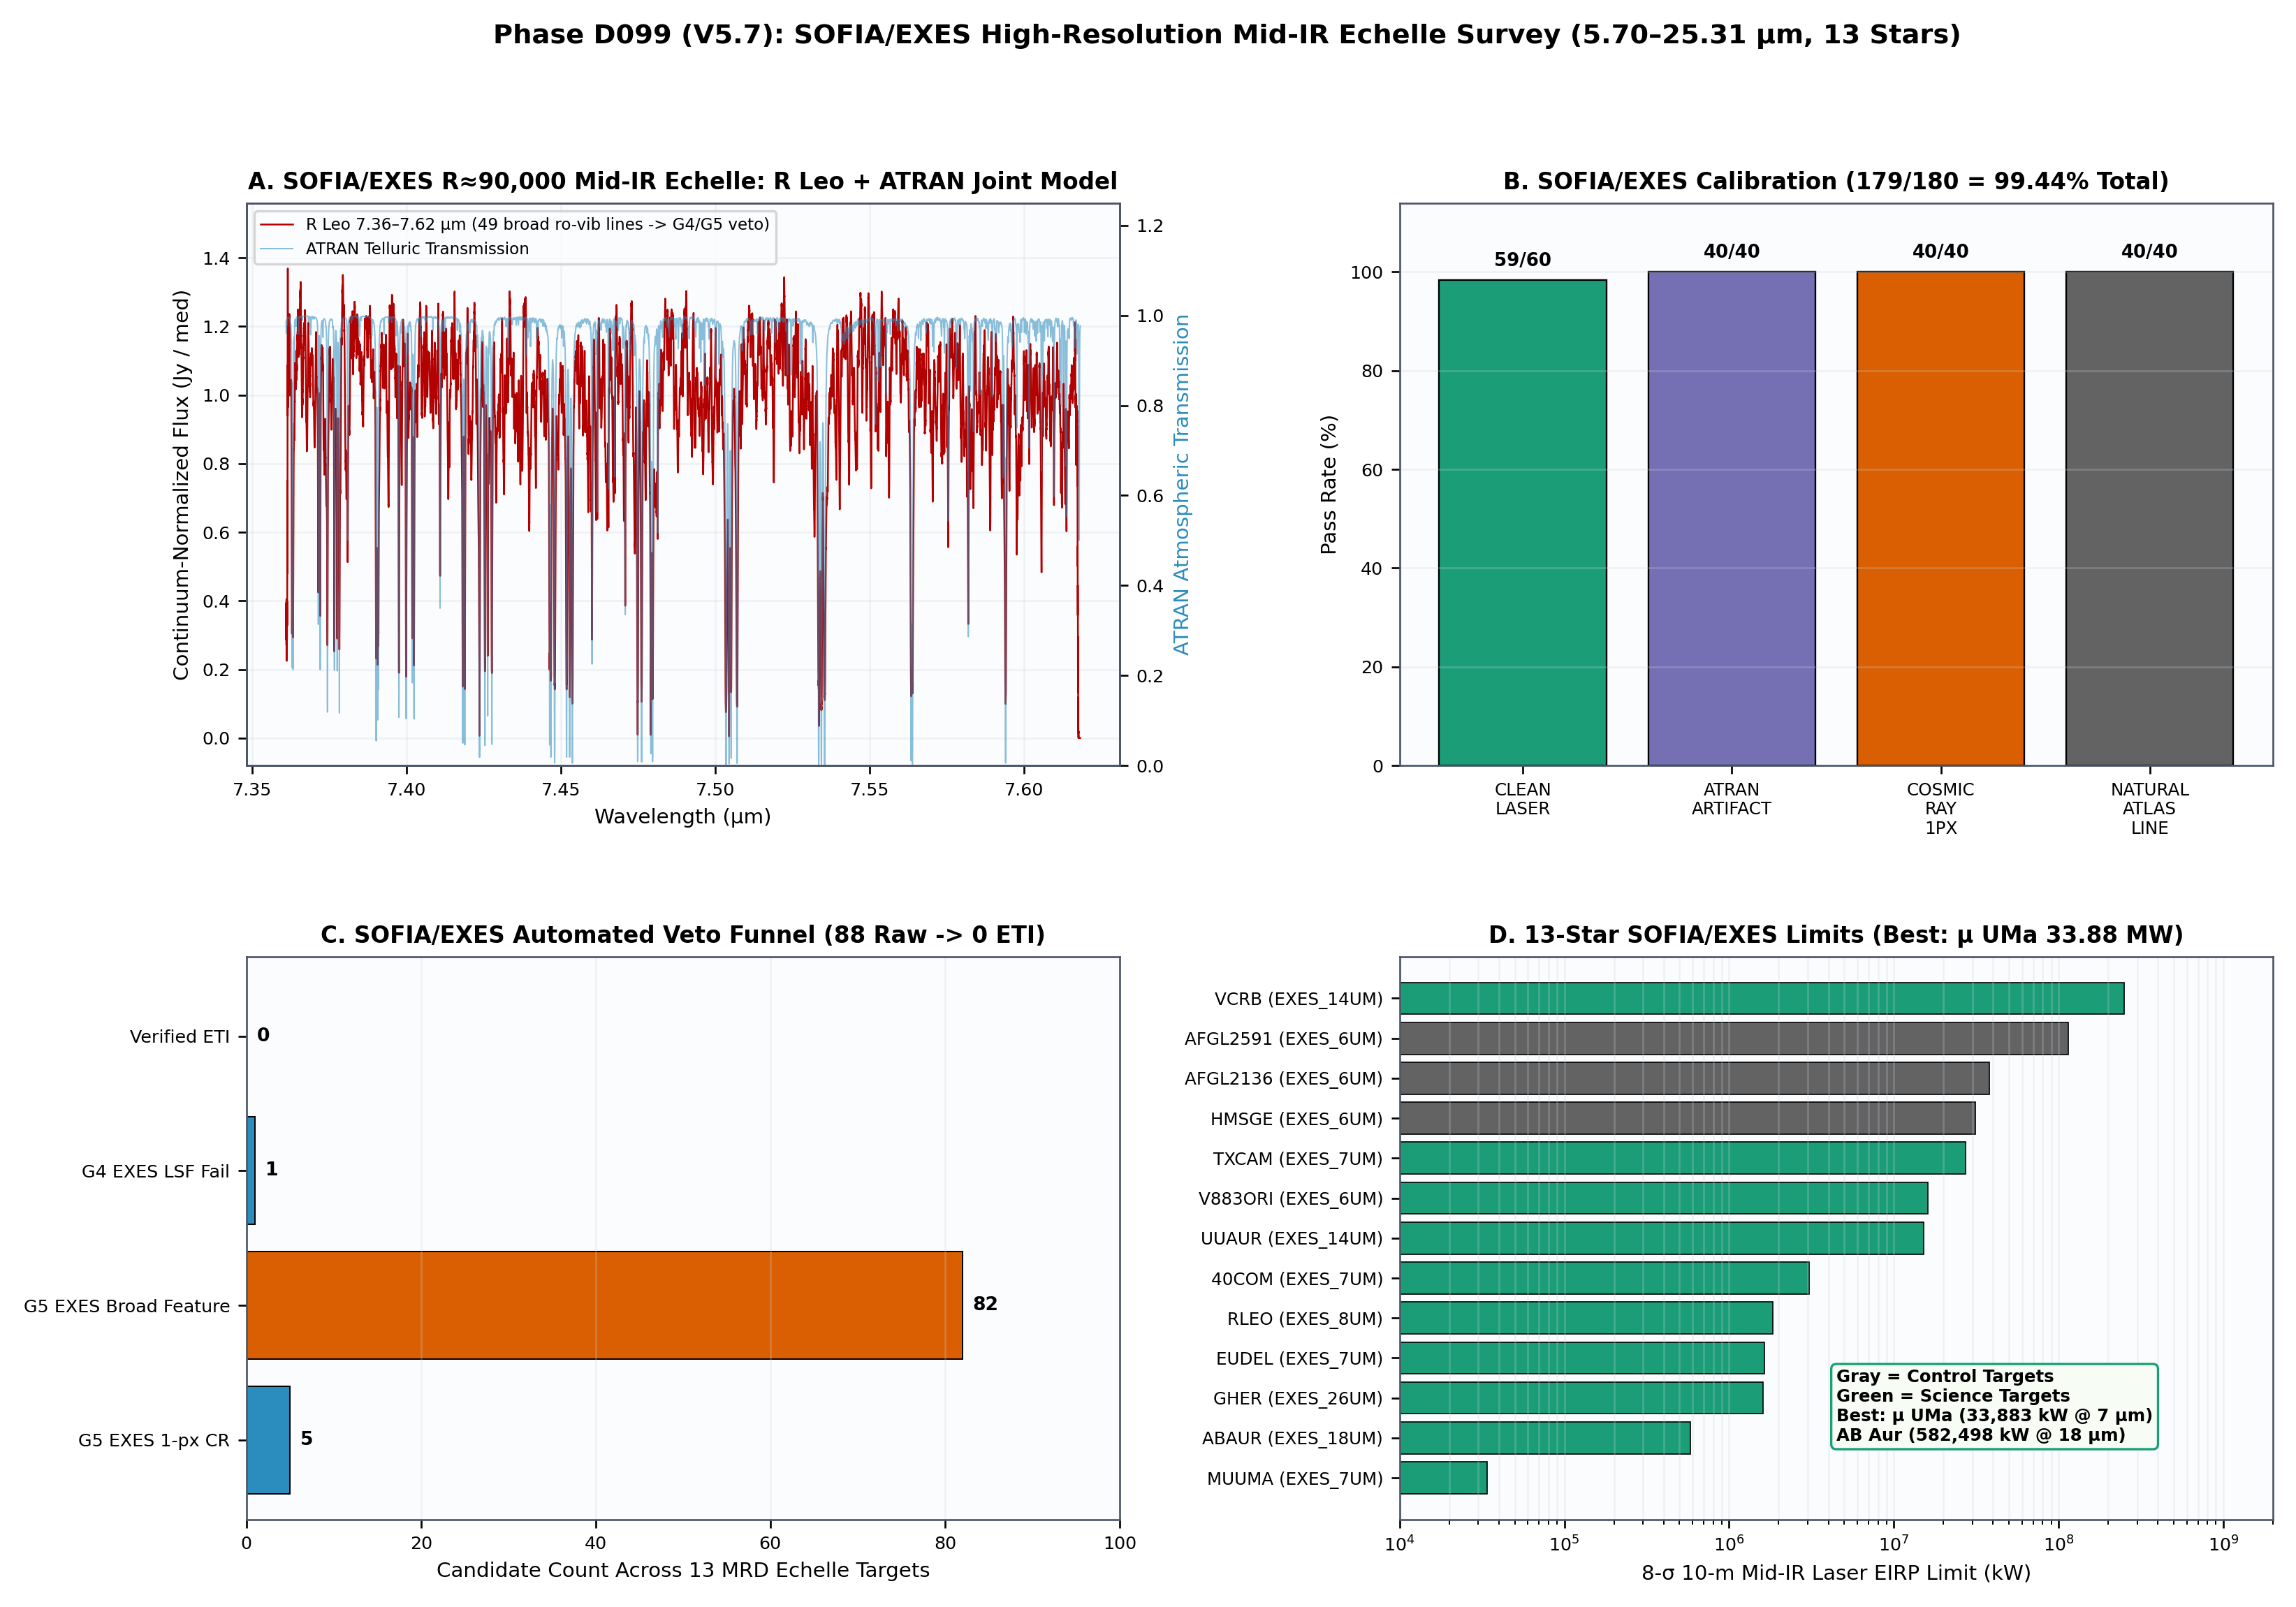 Phase D099 (V5.7): SOFIA/EXES High-Resolution Mid-IR Echelle Survey (5.70–25.31 µm, 13 Stars)
A. SOFIA/EXES R≈90,000 Mid-IR Echelle: R Leo + ATRAN Joint Model
R Leo 7.36–7.62 µm (49 broad ro-vib lines -> G4/G5 veto)
ATRAN Telluric Transmission
Continuum-Normalized Flux (Jy / med)
1.4
1.2
1.0
0.8
0.6
0.4
0.2
0.0
1.2
1.0
0.8
0.6
0.4
0.2
0.0
ATRAN Atmospheric Transmission
7.35
7.40
7.45
7.50
7.55
7.60
Wavelength (µm)
B. SOFIA/EXES Calibration (179/180 = 99.44% Total)
Pass Rate (%)
100
80
60
40
20
0
59/60
40/40
40/40
40/40
CLEAN
LASER
ATRAN
ARTIFACT
COSMIC
RAY
1PX
NATURAL
ATLAS
LINE
C. SOFIA/EXES Automated Veto Funnel (88 Raw -> 0 ETI)
Verified ETI
0
G4 EXES LSF Fail
1
G5 EXES Broad Feature
82
G5 EXES 1-px CR
5
0
20
40
60
80
100
Candidate Count Across 13 MRD Echelle Targets
D. 13-Star SOFIA/EXES Limits (Best: µ UMa 33.88 MW)
VCRB (EXES_14UM)
AFGL2591 (EXES_6UM)
AFGL2136 (EXES_6UM)
HMSGE (EXES_6UM)
TXCAM (EXES_7UM)
V883ORI (EXES_6UM)
UUAUR (EXES_14UM)
40COM (EXES_7UM)
RLEO (EXES_8UM)
EUDEL (EXES_7UM)
GHER (EXES_26UM)
ABAUR (EXES_18UM)
MUUMA (EXES_7UM)
Gray = Control Targets
Green = Science Targets
Best: µ UMa (33,883 kW @ 7 µm)
AB Aur (582,498 kW @ 18 µm)
10⁴
10⁵
10⁶
10⁷
10⁸
10⁹
8-σ 10-m Mid-IR Laser EIRP Limit (kW)